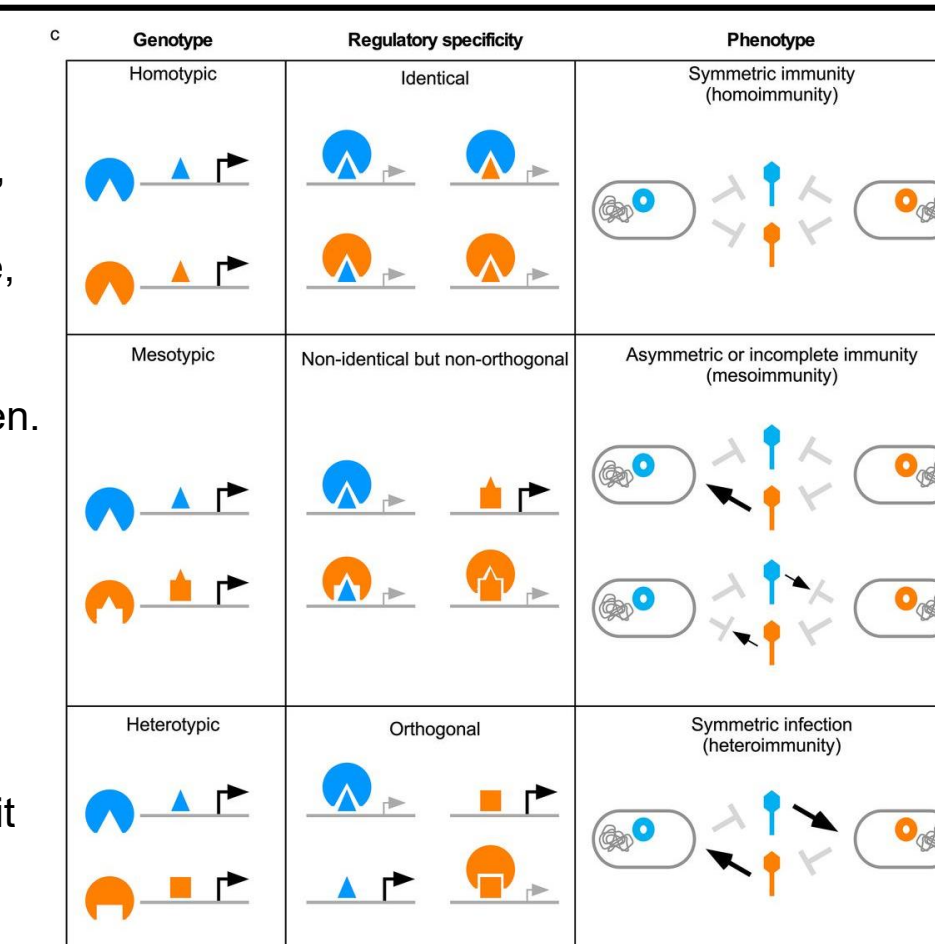 c
Genotype
Regulatory specificity
Phenotype
Homotypic
Identical
Symmetric immunity
(homoimmunity)
Mesotypic
Non-identical but non-orthogonal
Asymmetric or incomplete immunity
(mesoimmunity)
Heterotypic
Orthogonal
Symmetric infection
(heteroimmunity)